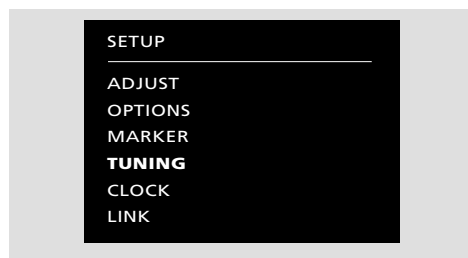 SETUP
ADJUST
OPTIONS
MARKER
TUNING
CLOCK
LINK